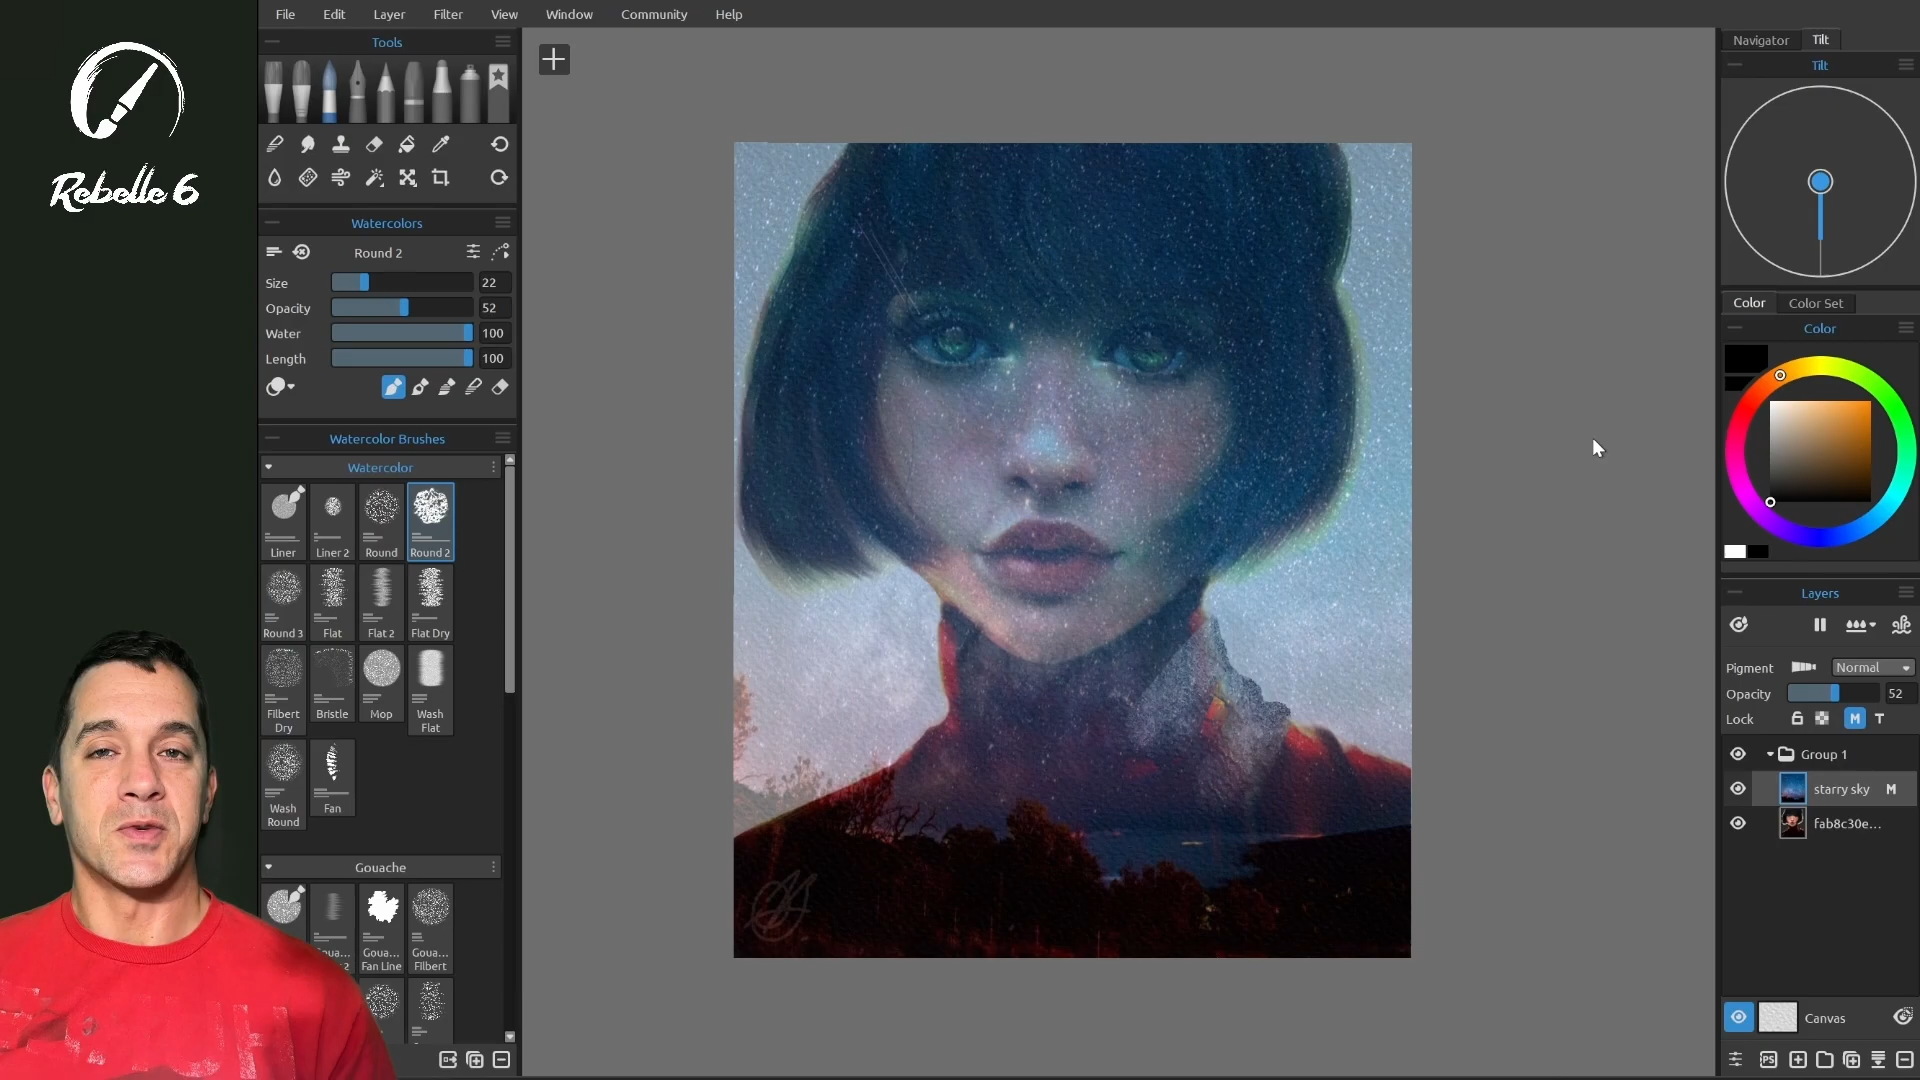 Rebelle 6
File Edit Layer Filter View Window Community Help
Tools
Watercolors
Round 2
Size 22
Opacity 52
Water 100
Length 100
Watercolor Brushes
Watercolor
Liner Liner 2 Round Round 2
Round 3 Flat Flat 2 Flat Dry
Filbert Dry Bristle Mop Wash Flat
Wash Round Fan
Gouache
Goua... Fan Line Goua... Filbert
Navigator Tilt
Tilt
Color Color Set
Color
Layers
Pigment Normal
Opacity 52
Lock M T
Group 1
starry sky M
fab8c30e...
Canvas
PS